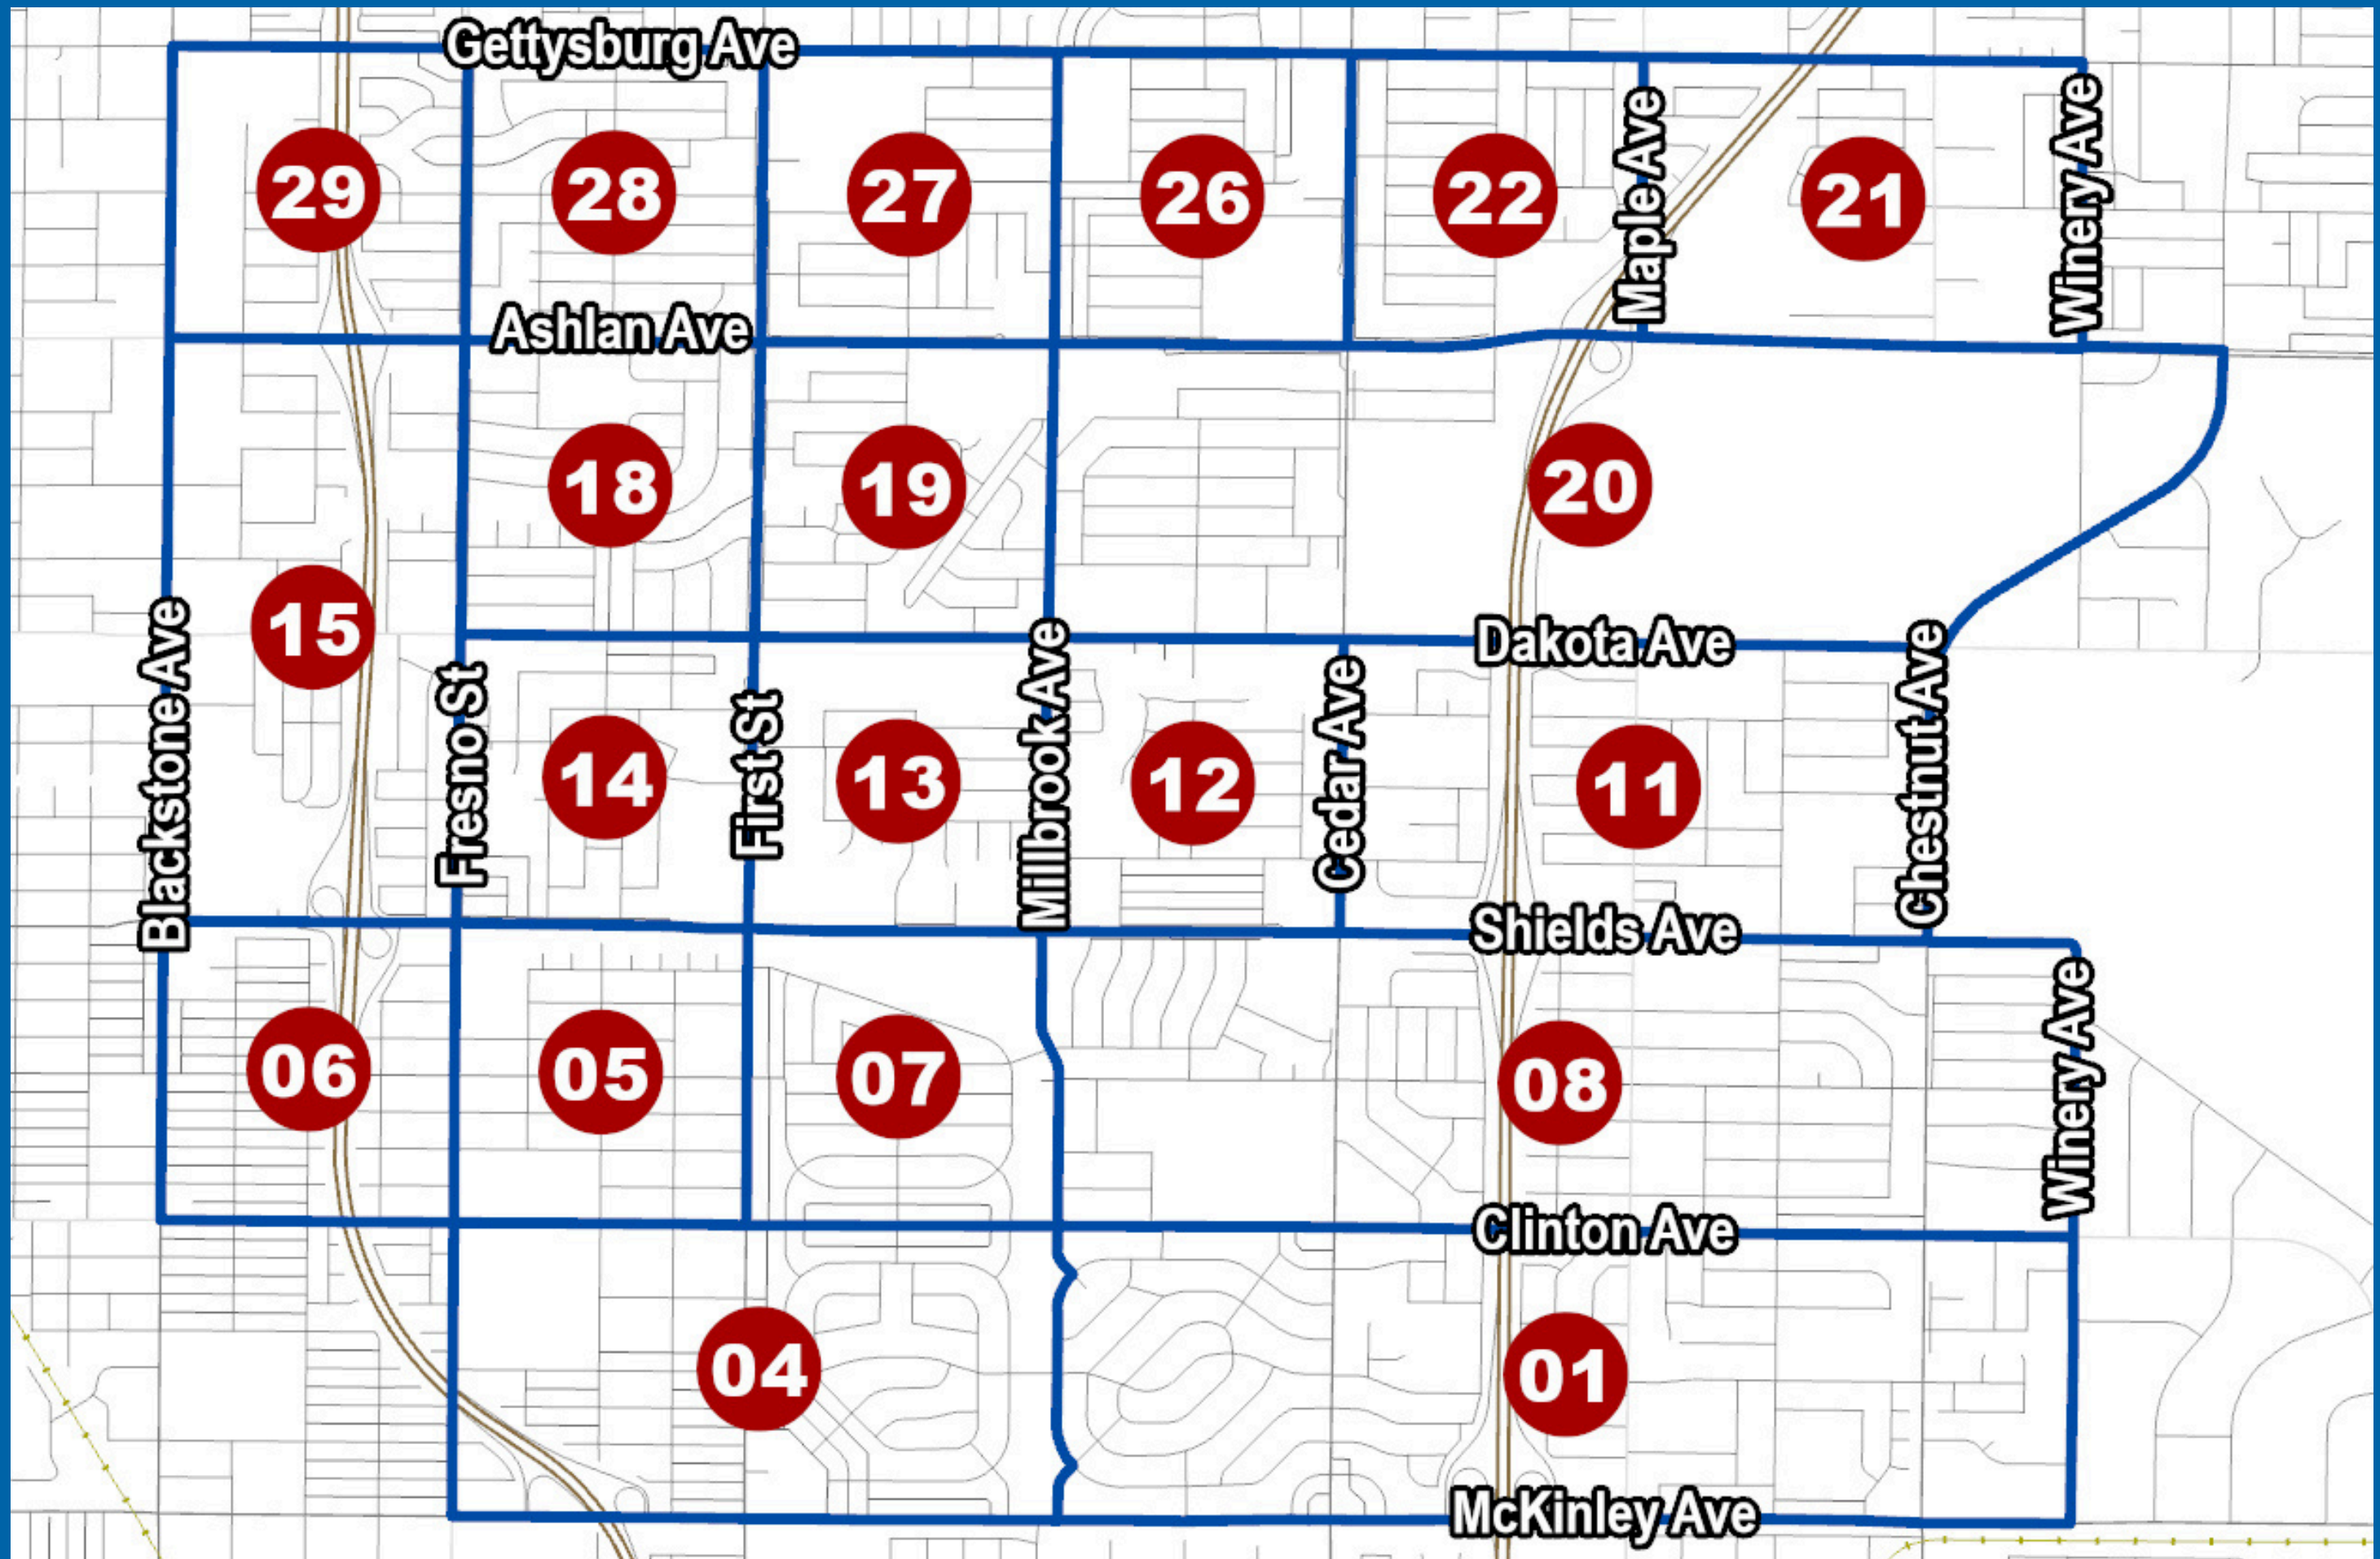 Gettysburg Ave
29
28
27
26
22
Maple Ave
21
Winery Ave
Ashlan Ave
18
19
20
15
Blackstone Ave
Fresno St
First St
Millbrook Ave
Dakota Ave
Cedar Ave
Chestnut Ave
14
13
12
11
Shields Ave
06
05
07
08
Winery Ave
Clinton Ave
04
01
McKinley Ave